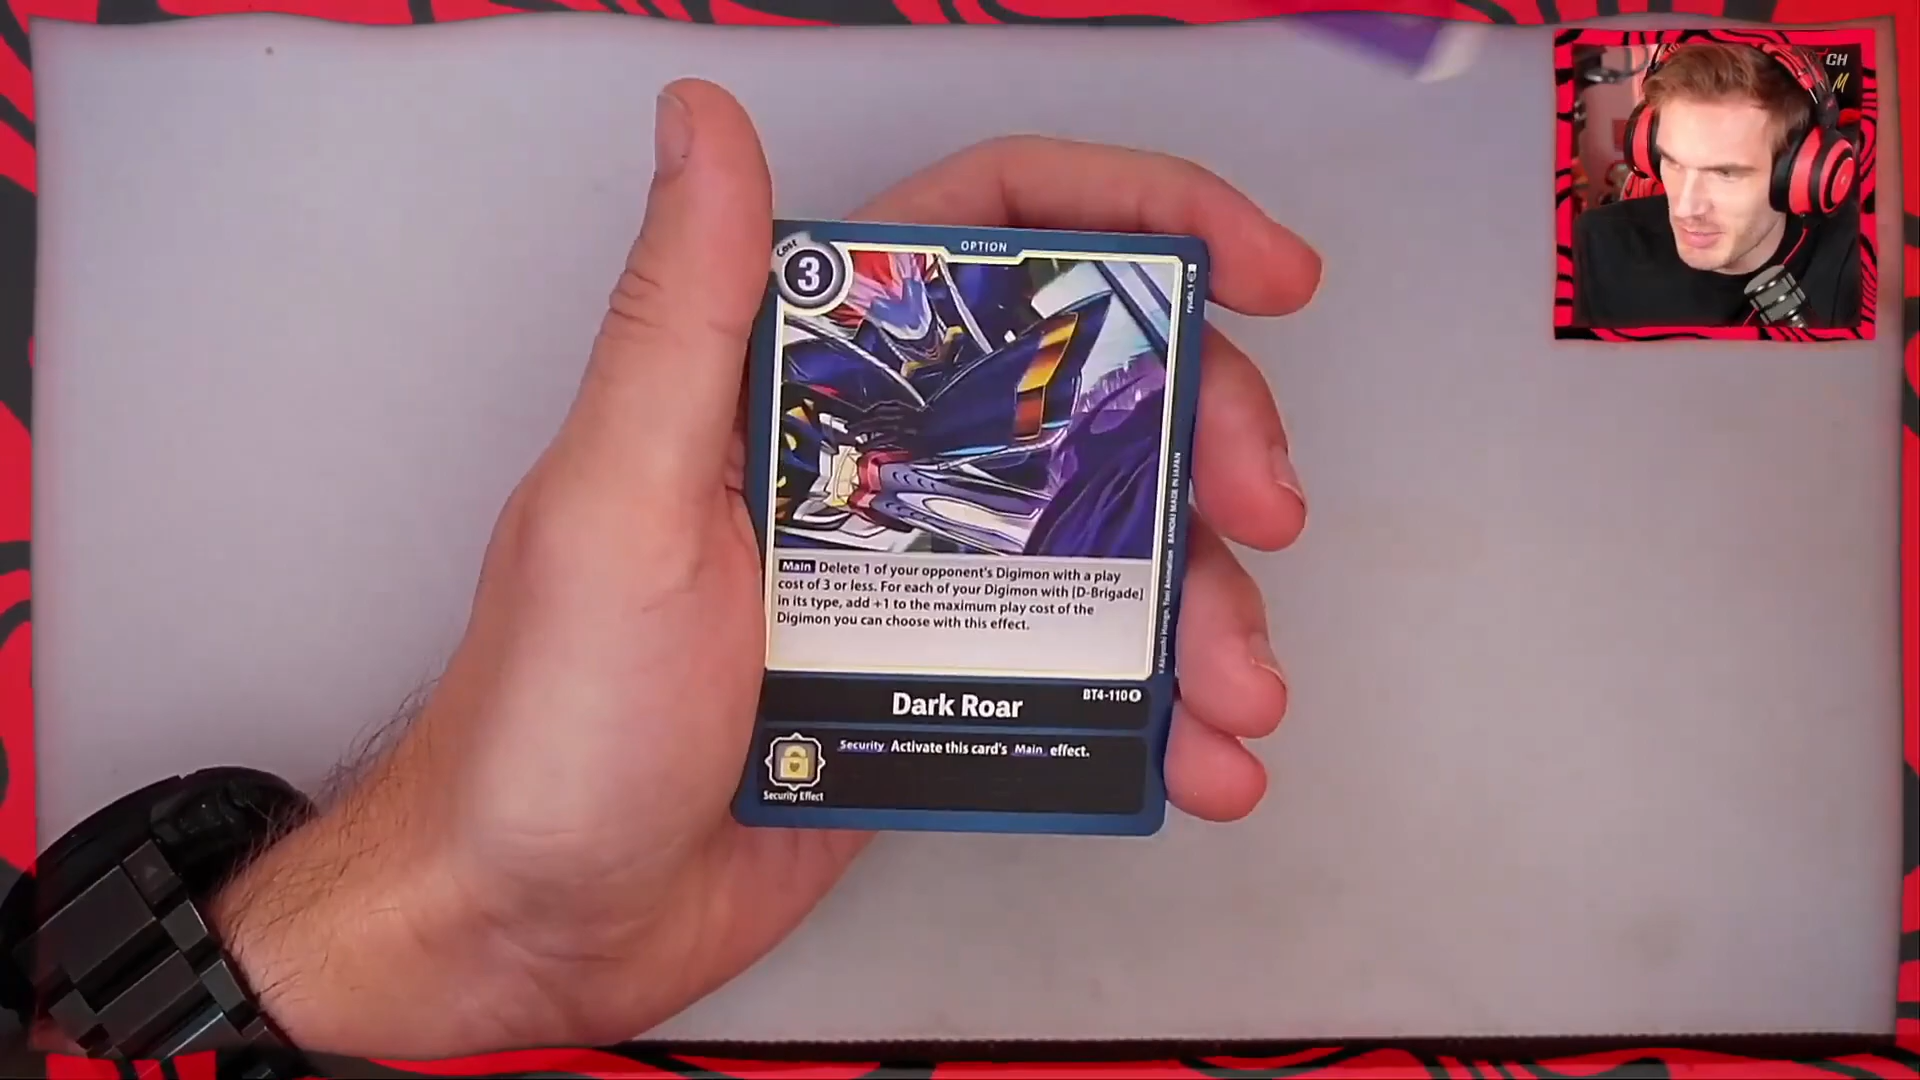 CH
M
OPTION
Cost
3
Main Delete 1 of your opponent's Digimon with a play
cost of 3 or less. For each of your Digimon with [D-Brigade]
in its type, add +1 to the maximum play cost of the
Digimon you can choose with this effect.
BANDAI MADE IN JAPAN
Dark Roar
BT4-110 R
Security Activate this card's Main effect.
Security Effect